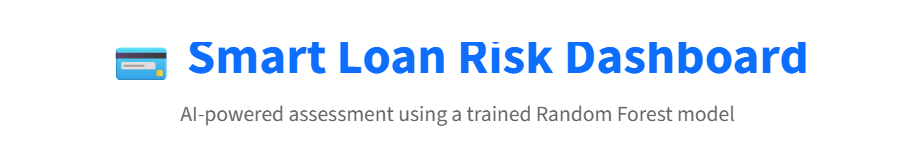 Smart Loan Risk Dashboard
AI-powered assessment using a trained Random Forest model